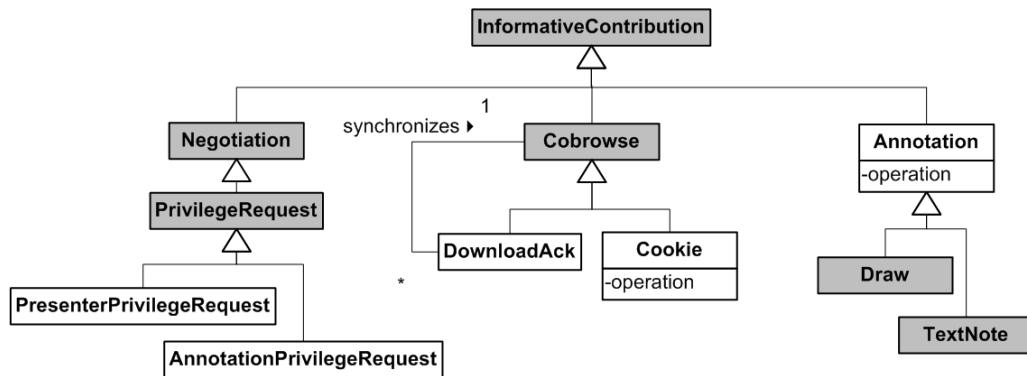 InformativeContribution
1
synchronizes
Negotiation
Cobrowse
Annotation
-operation
PrivilegeRequest
DownloadAck
Cookie
-operation
*
Draw
PresenterPrivilegeRequest
TextNote
AnnotationPrivilegeRequest